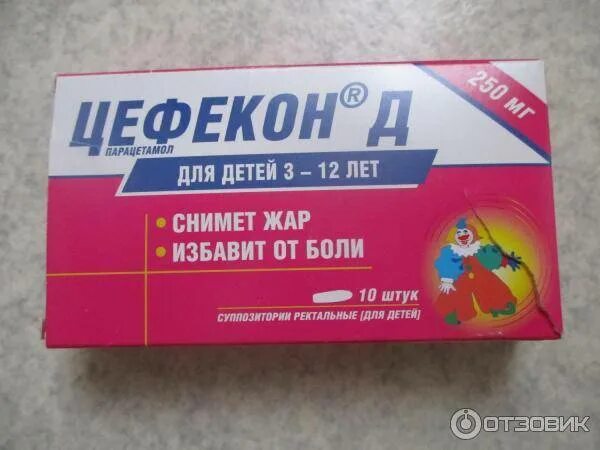 ЦЕФЕКОН® Д
ПАРАЦЕТАМОЛ
250 МГ
ДЛЯ ДЕТЕЙ 3 – 12 ЛЕТ
• СНИМЕТ ЖАР
• ИЗБАВИТ ОТ БОЛИ
10 штук
СУППОЗИТОРИИ РЕКТАЛЬНЫЕ [ДЛЯ ДЕТЕЙ]
ОТЗОВИК